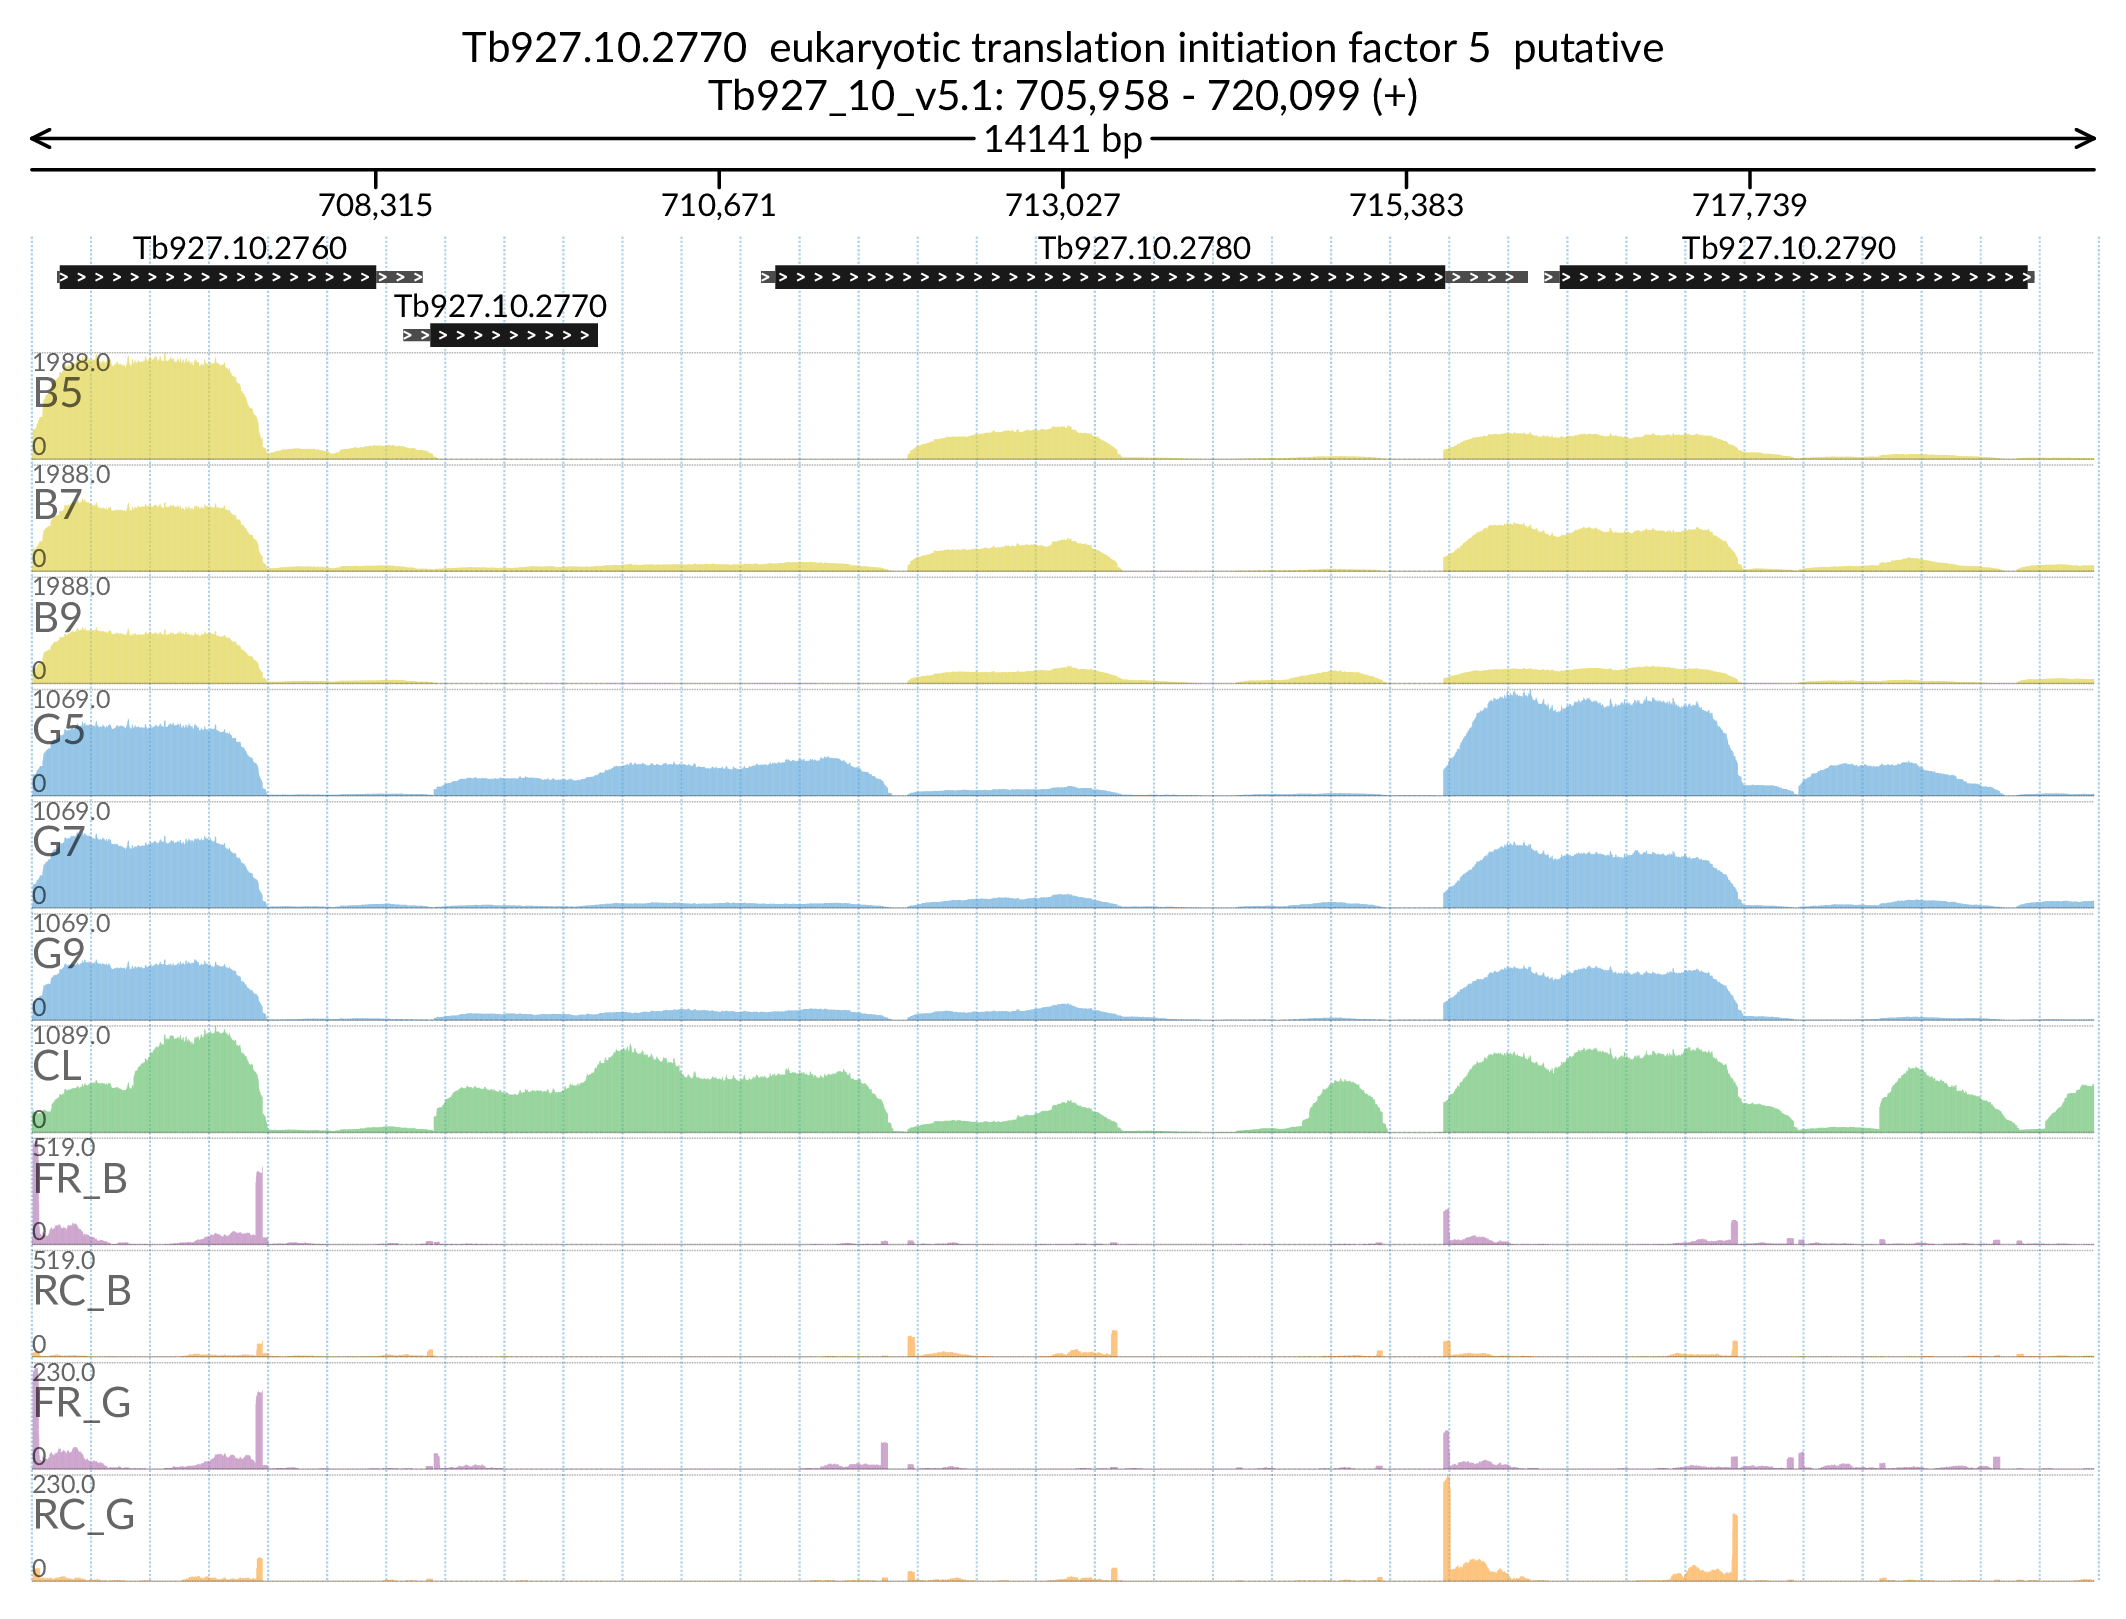 Tb927.10.2770  eukaryotic translation initiation factor 5  putative
Tb927_10_v5.1: 705,958 - 720,099 (+)
14141 bp
708,315 710,671 713,027 715,383 717,739
Tb927.10.2760 Tb927.10.2780 Tb927.10.2790
Tb927.10.2770
1988.0
B5
0
1988.0
B7
0
1988.0
B9
0
1069.0
G5
0
1069.0
G7
0
1069.0
G9
0
1089.0
CL
0
519.0
FR_B
0
519.0
RC_B
0
230.0
FR_G
0
230.0
RC_G
0